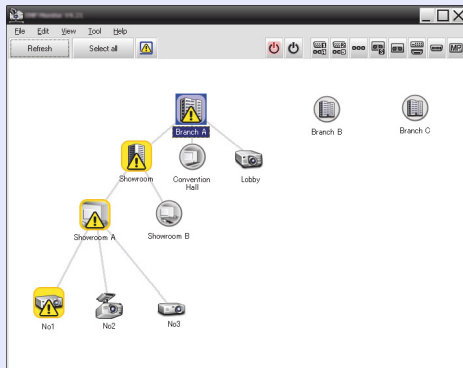 File Edit View Tool Help
Refresh Select all
MP
Branch A
Branch B
Branch C
Showroom
Convention
Hall
Lobby
Showroom A
Showroom B
No1
No2
No3